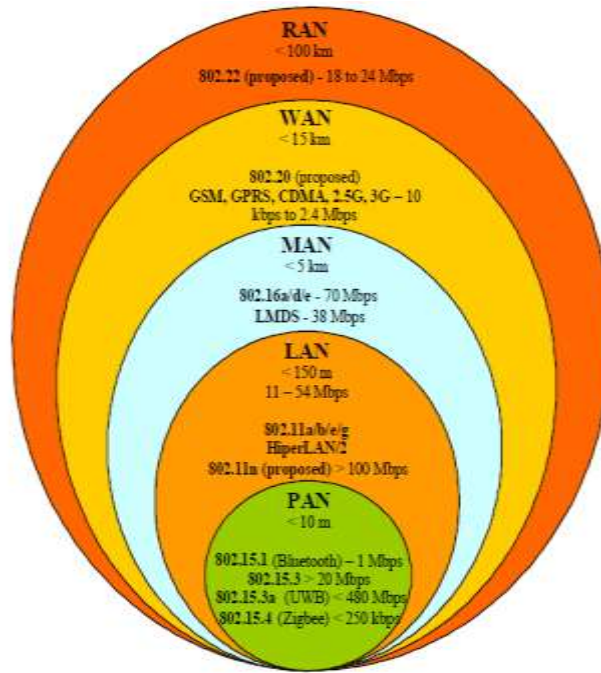 RAN
< 100 km
802.22 (proposed) - 18 to 24 Mbps
WAN
< 15 km
802.20 (proposed)
GSM, GPRS, CDMA, 2.5G, 3G – 10
kbps to 2.4 Mbps
MAN
< 5 km
802.16a/d/e - 70 Mbps
LMDS - 38 Mbps
LAN
< 150 m
11 – 54 Mbps
802.11a/b/e/g
HiperLAN/2
802.11n (proposed) > 100 Mbps
PAN
< 10 m
802.15.1 (Bluetooth) – 1 Mbps
802.15.3 > 20 Mbps
802.15.3a (UWB) < 480 Mbps
802.15.4 (Zigbee) < 250 kbps